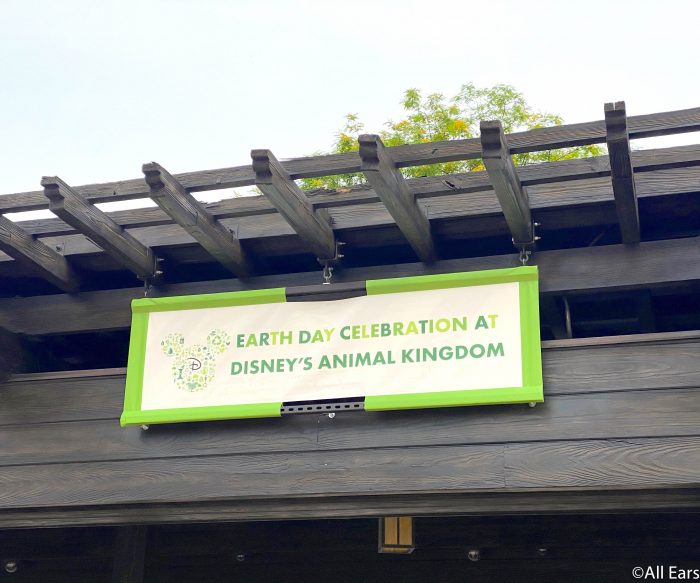 EARTH DAY CELEBRATION AT
DISNEY'S ANIMAL KINGDOM
D
©All Ears